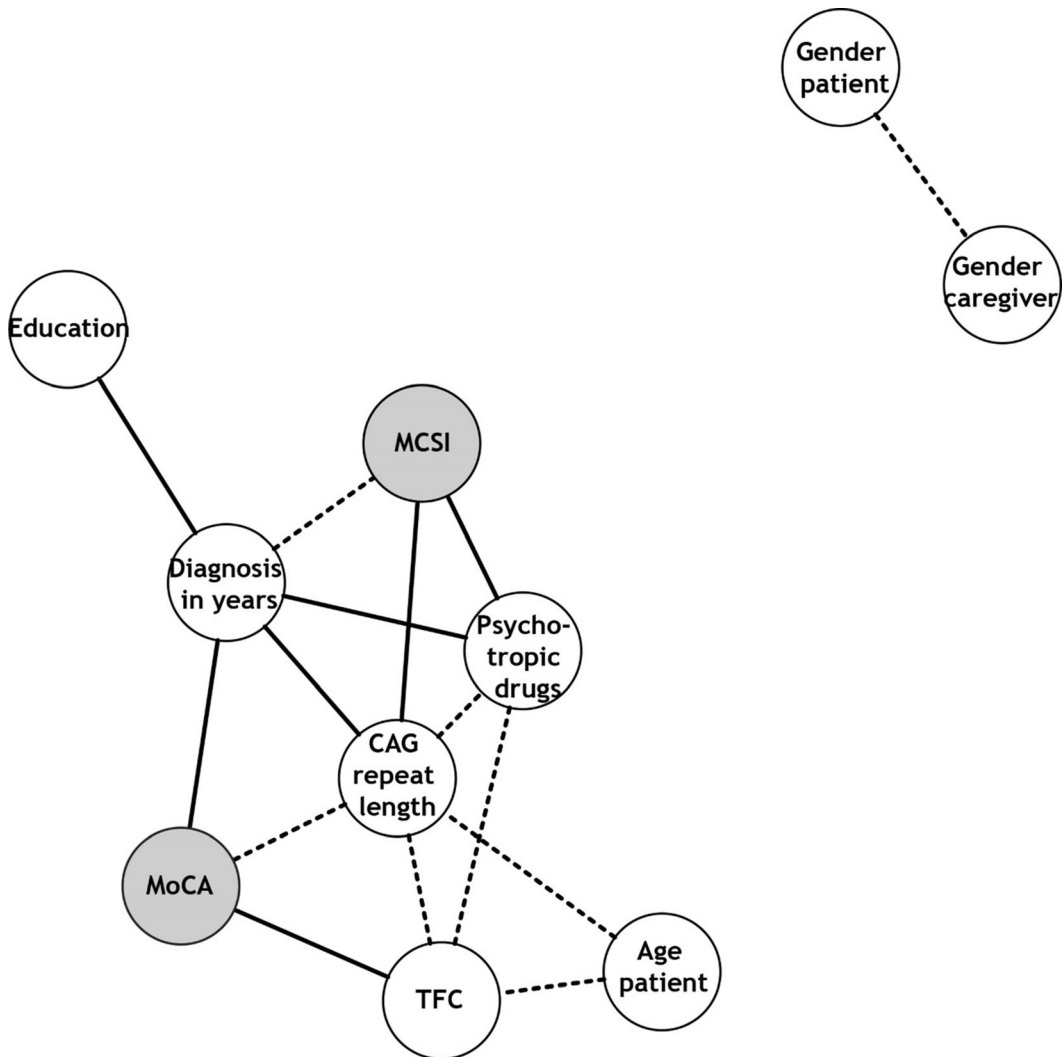 Gender
patient
Gender
caregiver
Education
MCSI
Diagnosis
in years
Psycho-
tropic
drugs
CAG
repeat
length
MoCA
Age
patient
TFC